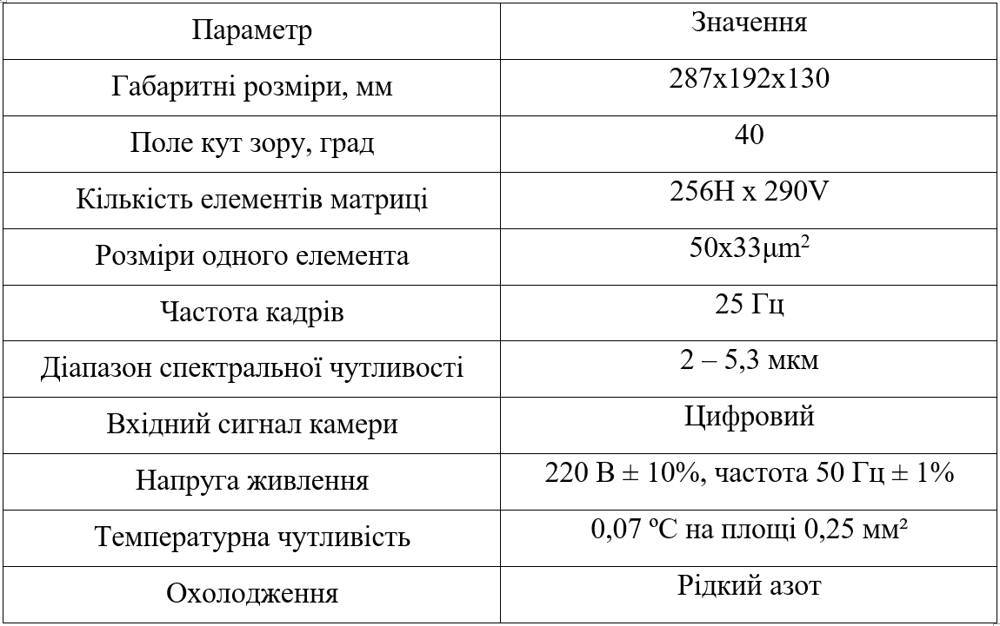 Параметр
Значення
Габаритні розміри, мм
287х192х130
Поле кут зору, град
40
Кількість елементів матриці
256H x 290V
Розміри одного елемента
50х33μm²
Частота кадрів
25 Гц
Діапазон спектральної чутливості
2 – 5,3 мкм
Вхідний сигнал камери
Цифровий
Напруга живлення
220 В ± 10%, частота 50 Гц ± 1%
Температурна чутливість
0,07 ºС на площі 0,25 мм²
Охолодження
Рідкий азот